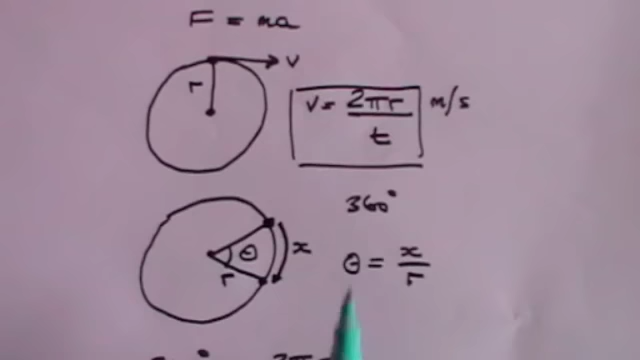 F = ma
v
r
v = 2πr/t m/s
360°
θ
x
r
θ = x/r